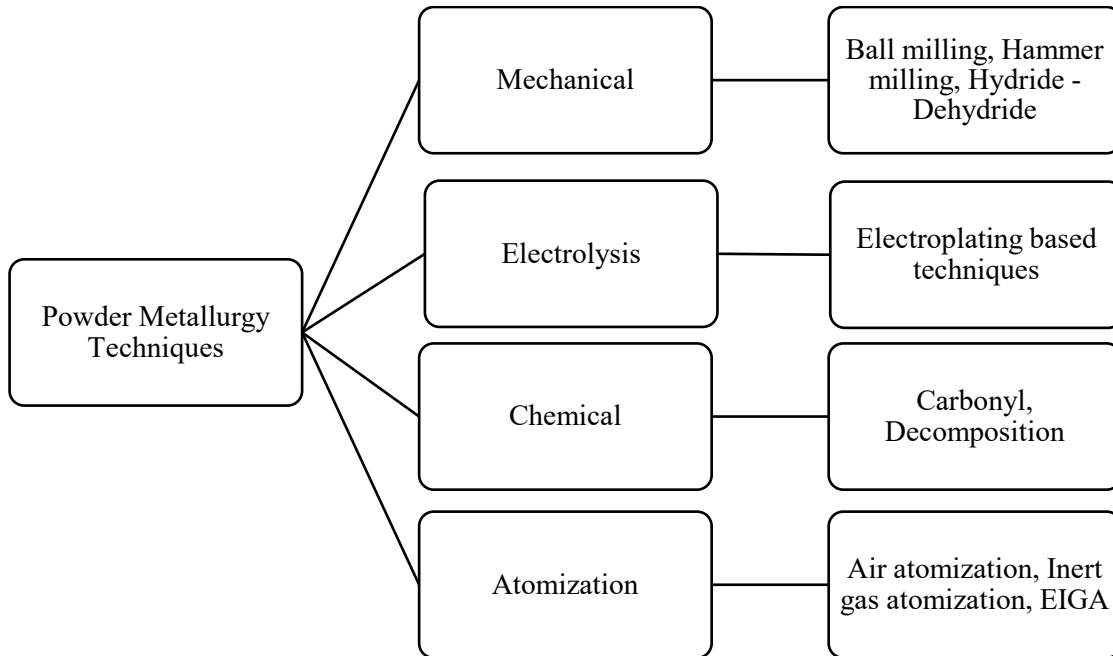 Powder Metallurgy
Techniques
Mechanical
Ball milling, Hammer
milling, Hydride -
Dehydride
Electrolysis
Electroplating based
techniques
Chemical
Carbonyl,
Decomposition
Atomization
Air atomization, Inert
gas atomization, EIGA